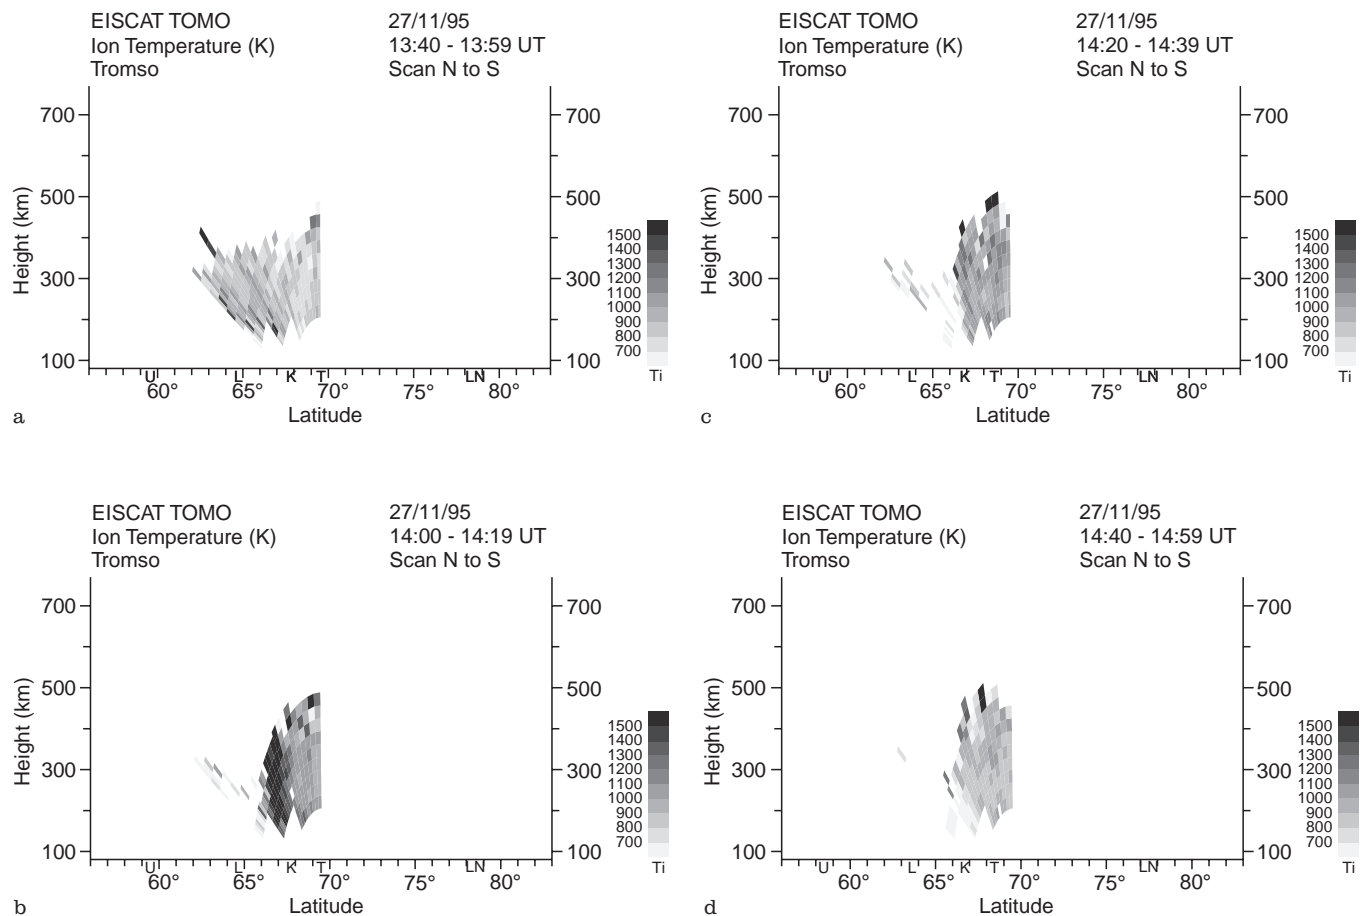 EISCAT TOMO 27/11/95
Ion Temperature (K) 13:40 - 13:59 UT
Tromso Scan N to S
700 700
500 500
300 300
100 100
Height (km)
1500
1400
1300
1200
1100
1000
900
800
700
Ti
U L K T LN
60° 65° 70° 75° 80°
Latitude
a
EISCAT TOMO 27/11/95
Ion Temperature (K) 14:20 - 14:39 UT
Tromso Scan N to S
700 700
500 500
300 300
100 100
Height (km)
1500
1400
1300
1200
1100
1000
900
800
700
Ti
U L K T LN
60° 65° 70° 75° 80°
Latitude
c
EISCAT TOMO 27/11/95
Ion Temperature (K) 14:00 - 14:19 UT
Tromso Scan N to S
700 700
500 500
300 300
100 100
Height (km)
1500
1400
1300
1200
1100
1000
900
800
700
Ti
U L K T LN
60° 65° 70° 75° 80°
Latitude
b
EISCAT TOMO 27/11/95
Ion Temperature (K) 14:40 - 14:59 UT
Tromso Scan N to S
700 700
500 500
300 300
100 100
Height (km)
1500
1400
1300
1200
1100
1000
900
800
700
Ti
U L K T LN
60° 65° 70° 75° 80°
Latitude
d